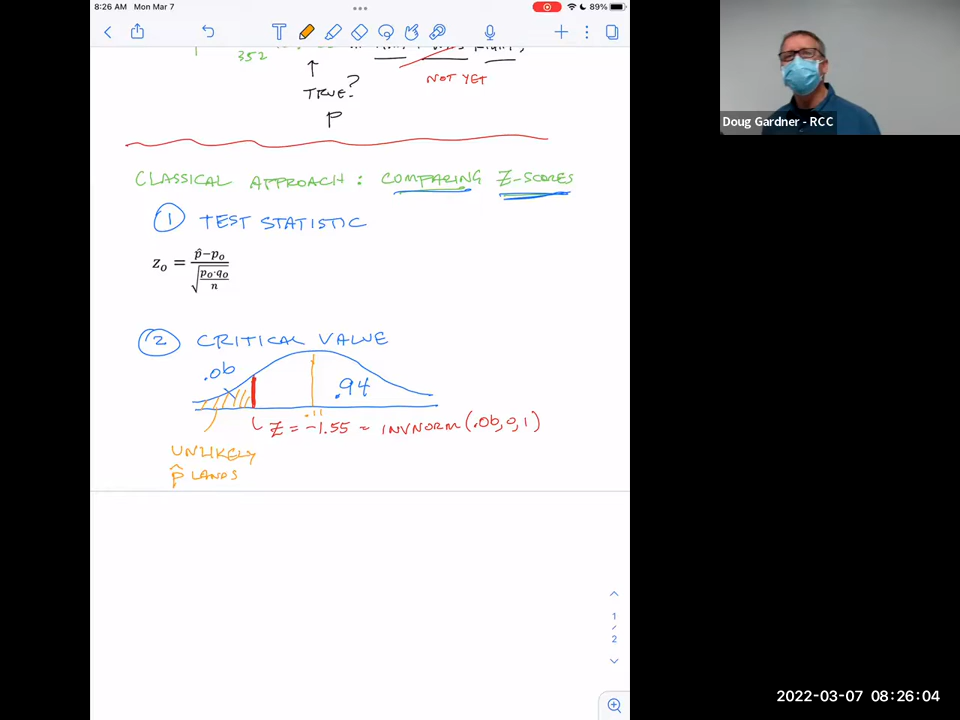 8:26 AM Mon Mar 7
89%
352
NOT YET
TRUE?
p
CLASSICAL APPROACH: COMPARING Z-SCORES
1 TEST STATISTIC
z₀ = (p̂−p₀)/√(p₀·q₀/n)
2 CRITICAL VALUE
.06
.94
.11
Z = -1.55 = INVNORM(.06,0,1)
UNLIKELY
p̂ LANDS
1
2
Doug Gardner - RCC
2022-03-07 08:26:04